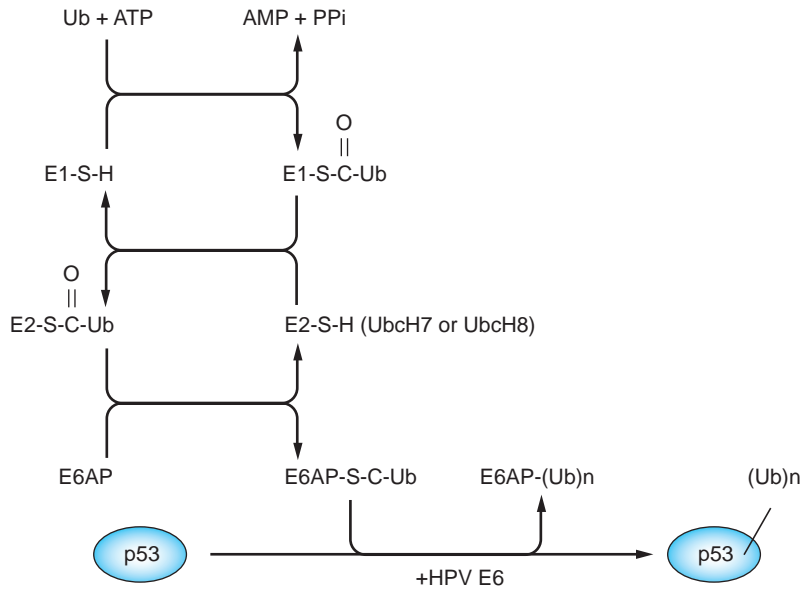 Ub + ATP
AMP + PPi
O
E1-S-H
E1-S-C-Ub
O
E2-S-C-Ub
E2-S-H (UbcH7 or UbcH8)
E6AP
E6AP-S-C-Ub
E6AP-(Ub)n
(Ub)n
p53
p53
+HPV E6